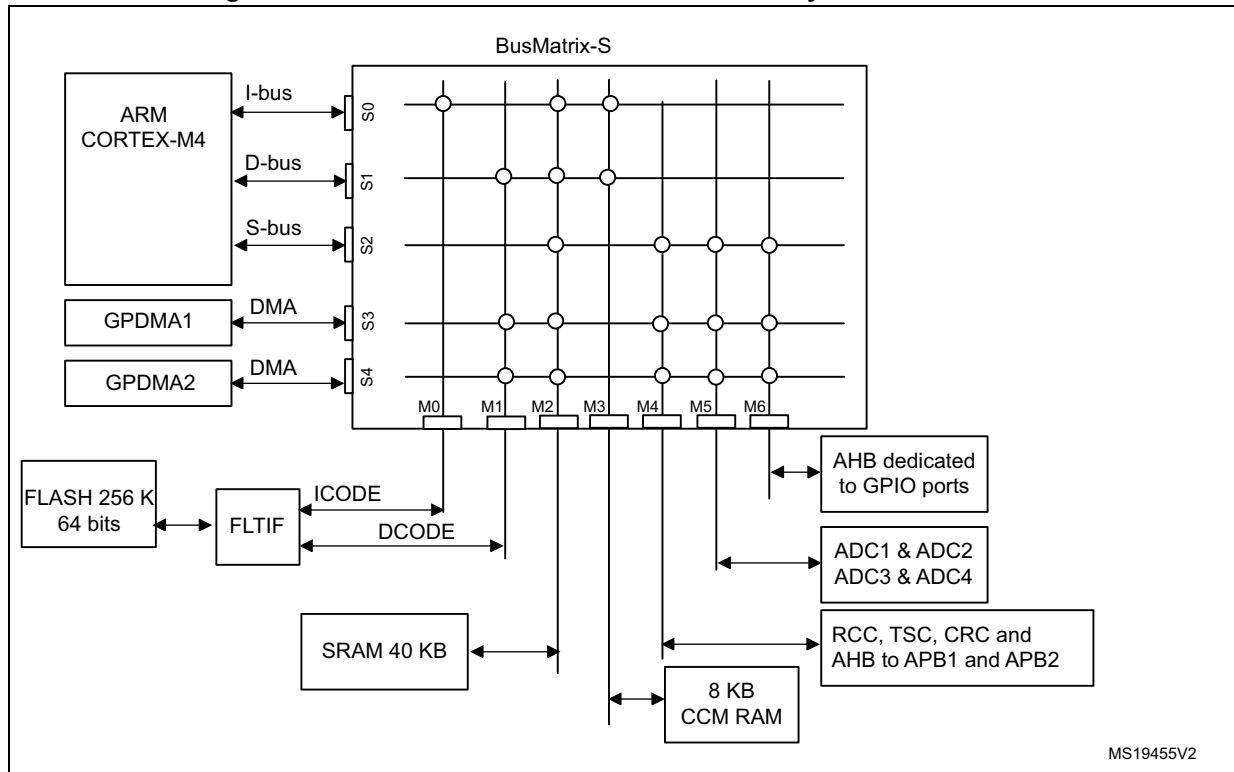 BusMatrix-S
ARM
CORTEX-M4
I-bus
S0
D-bus
S1
S-bus
S2
GPDMA1
DMA
S3
GPDMA2
DMA
S4
M0
M1
M2
M3
M4
M5
M6
FLASH 256 K
64 bits
FLTIF
ICODE
DCODE
AHB dedicated
to GPIO ports
ADC1 & ADC2
ADC3 & ADC4
SRAM 40 KB
RCC, TSC, CRC and
AHB to APB1 and APB2
8 KB
CCM RAM
MS19455V2